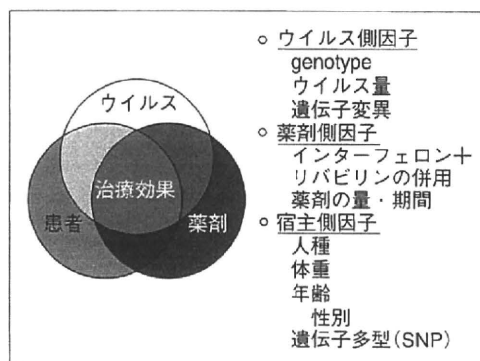 ウイルス
治療効果
患者
薬剤
○ ウイルス側因子
genotype
ウイルス量
遺伝子変異
○ 薬剤側因子
インターフェロン+
リバビリンの併用
薬剤の量・期間
○ 宿主側因子
人種
体重
年齢
性別
遺伝子多型(SNP)